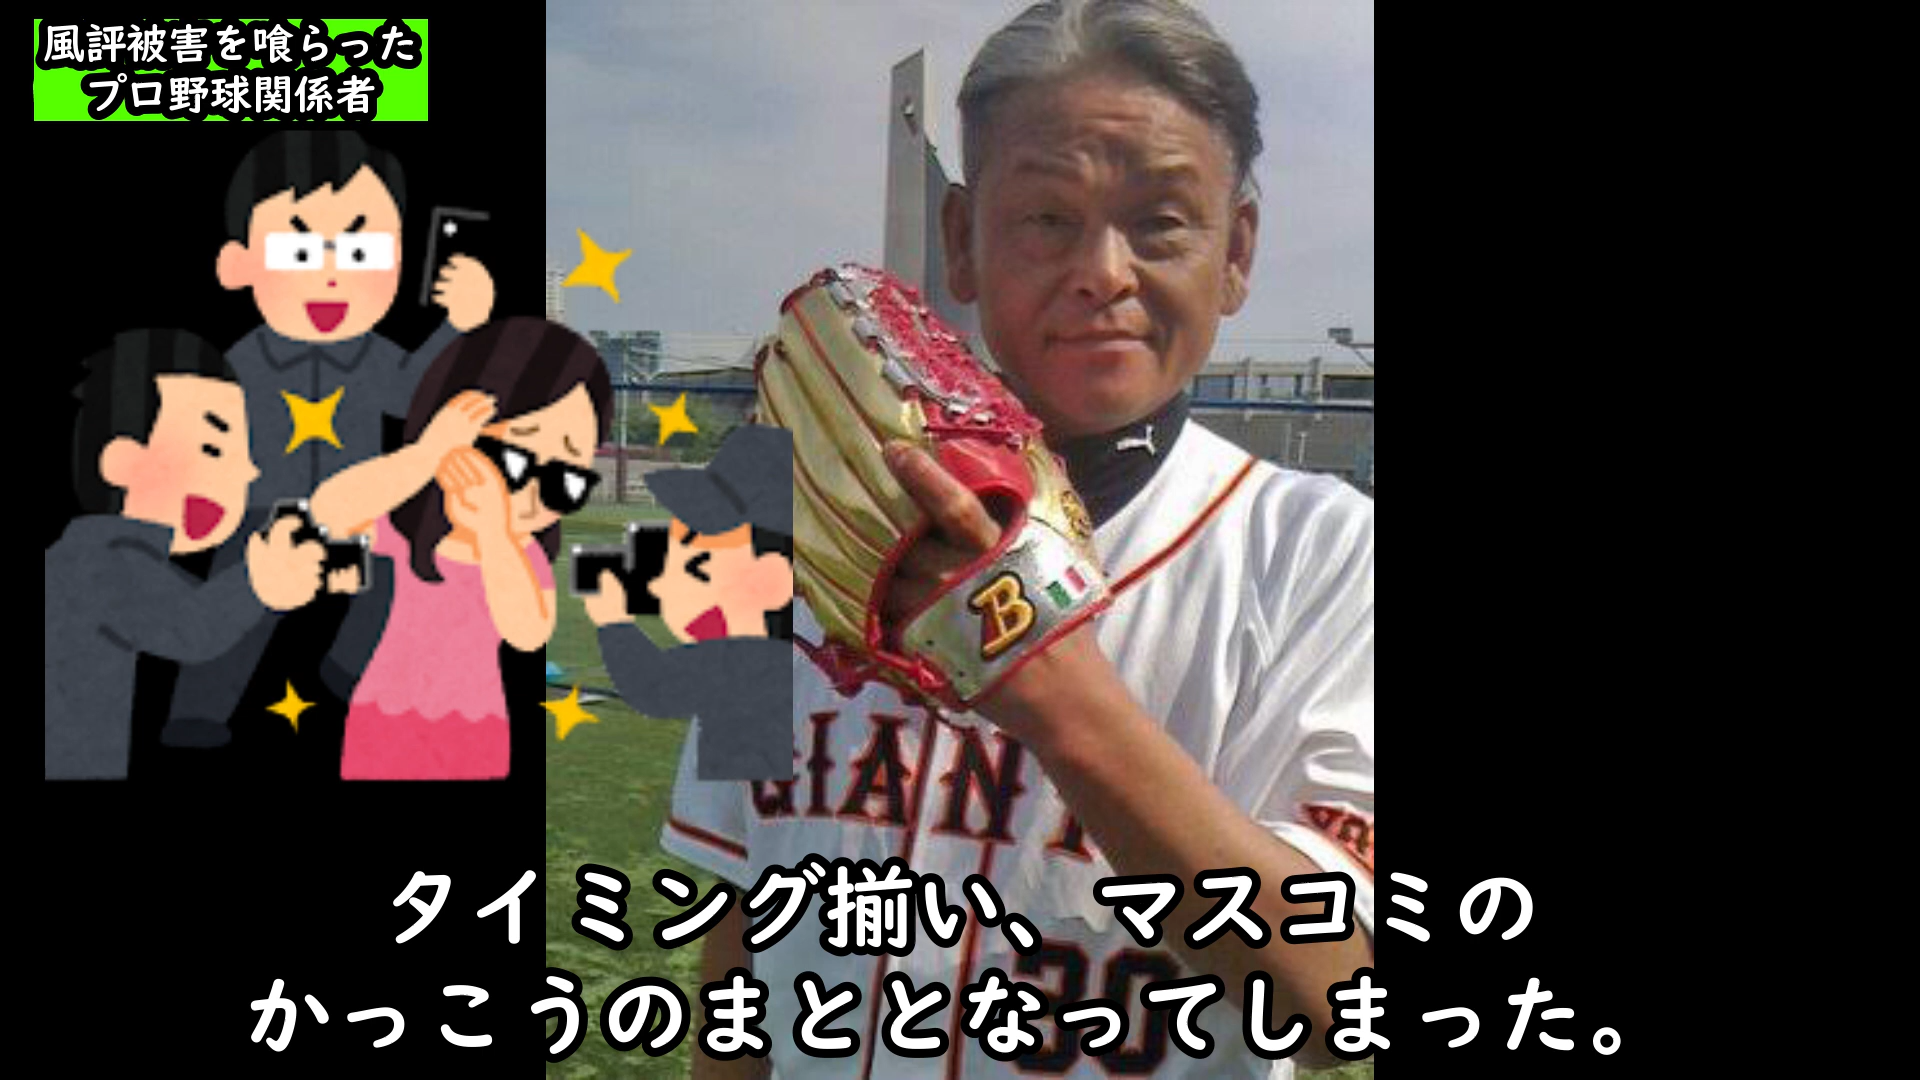 風評被害を喰らった
プロ野球関係者
B
GIANT
30
タイミング揃い、マスコミの
かっこうのまととなってしまった。